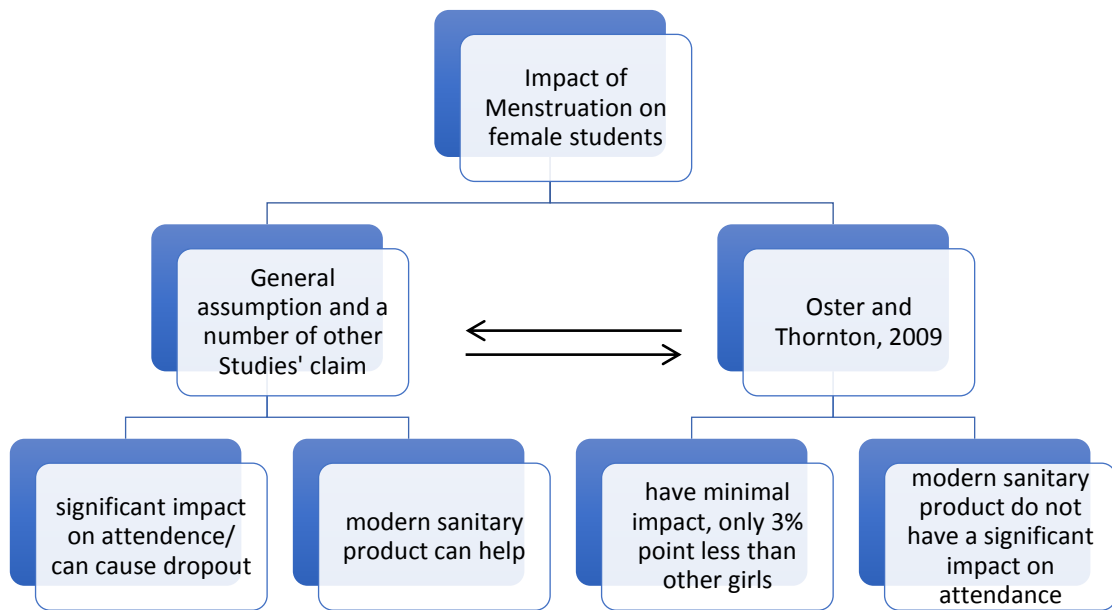 Impact of
Menstruation on
female students
General
assumption and a
number of other
Studies' claim
Oster and
Thornton, 2009
significant impact
on attendence/
can cause dropout
modern sanitary
product can help
have minimal
impact, only 3%
point less than
other girls
modern sanitary
product do not
have a significant
impact on
attendance